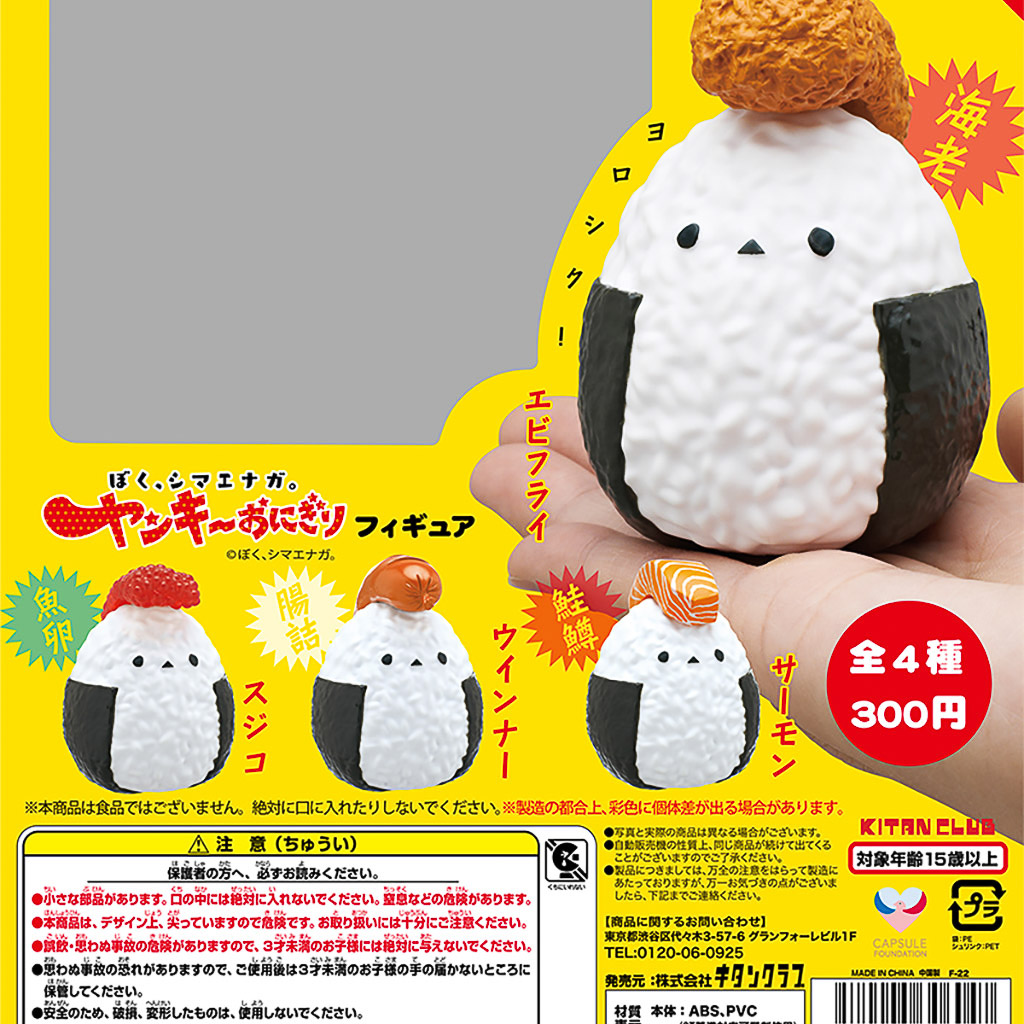 海老
ヨロシク!
エビフライ
ぼく、シマエナガ。
ヤンキーおにぎり フィギュア
©ぼく、シマエナガ。
魚卵
スジコ
腸詰
ウインナー
鮭鱒
サーモン
全4種
300円
※本商品は食品ではございません。絶対に口に入れたりしないでください。※製造の都合上、彩色に個体差が出る場合があります。
注 意（ちゅうい）
保護者の方へ、必ずお読みください。
●小さな部品があります。口の中には絶対に入れないでください。窒息などの危険があります。
●本商品は、デザイン上、尖っていますので危険です。お取り扱いには十分にご注意ください。
●誤飲・思わぬ事故の危険がありますので、3才未満のお子様には絶対に与えないでください。
●思わぬ事故の恐れがありますので、ご使用後は3才未満のお子様の手の届かないところに
保管してください。
●安全のため、破損、変形したものは、使用しないでください。
くちにいれない
●写真と実際の商品は異なる場合がございます。
●自動販売機の性質上、同じ商品が続けて出てくる
ことがございますのでご了承ください。
●製品につきましては、万全の注意をはらって製造に
あたっておりますが、万一お気づきの点がございま
したら、下記までご連絡ください。
[商品に関するお問い合わせ]
東京都渋谷区代々木3-57-6 グランフォーレビル1F
TEL:0120-06-0925
発売元：株式会社キタンクラブ
材質 本体：ABS、PVC
KITAN CLUB
対象年齢15歳以上
CAPSULE
FOUNDATION
プラ
袋:PE
シュリンク:PET
MADE IN CHINA 中国製 F-22